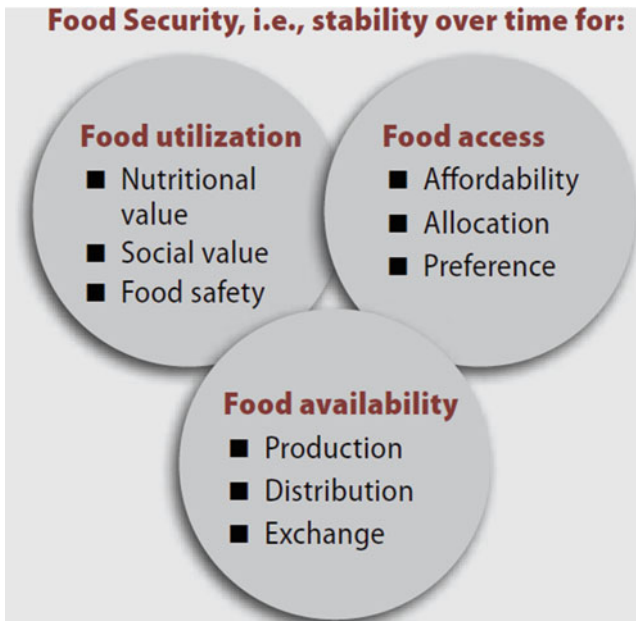 Food Security, i.e., stability over time for:
Food utilization
■ Nutritional
value
■ Social value
■ Food safety
Food access
■ Affordability
■ Allocation
■ Preference
Food availability
■ Production
■ Distribution
■ Exchange